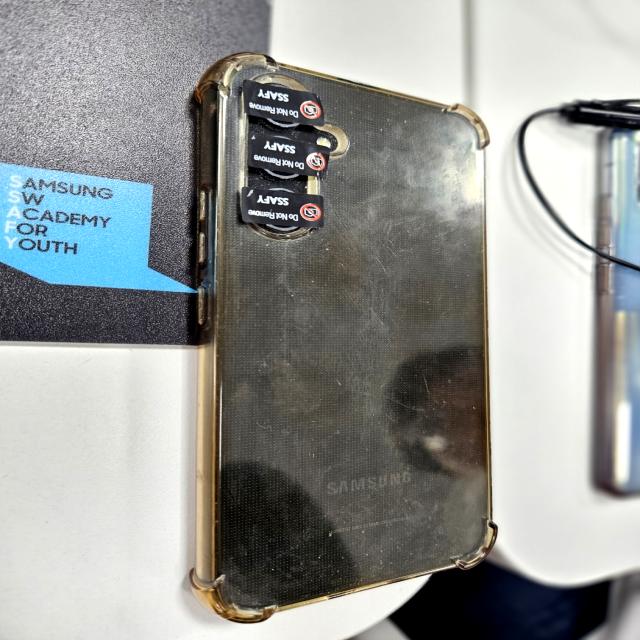 SAMSUNG
SW
ACADEMY
FOR
YOUTH
SSAFY
Do Not Remove
SSAFY
Do Not Remove
SSAFY
Do Not Remove
SAMSUNG